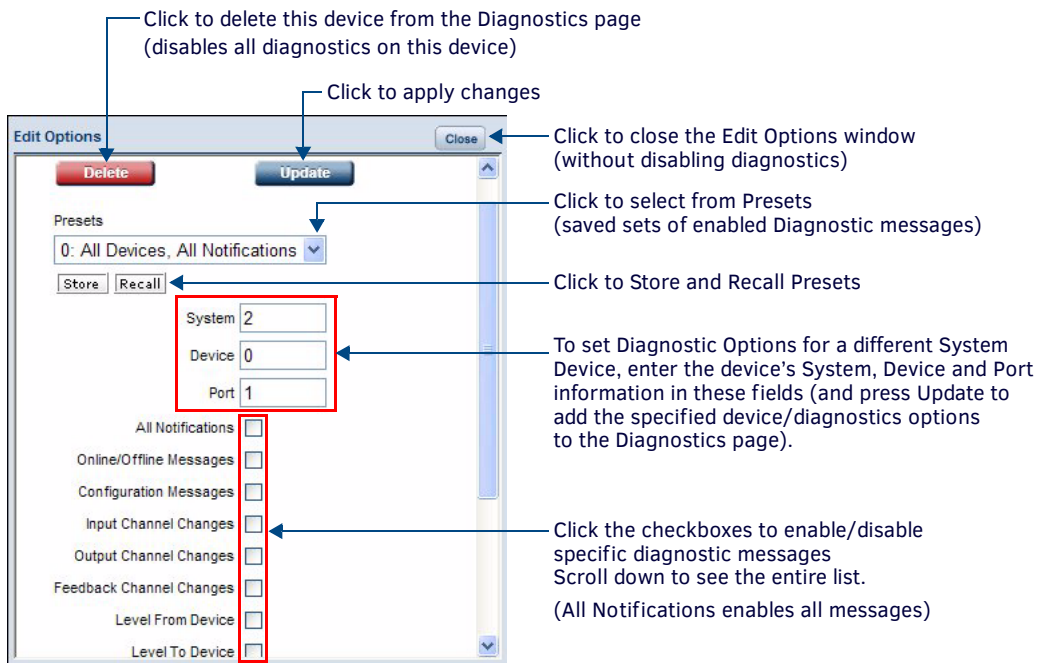 Click to delete this device from the Diagnostics page
(disables all diagnostics on this device)
Click to apply changes
Edit Options
Close
Click to close the Edit Options window
(without disabling diagnostics)
Delete
Update
Click to select from Presets
(saved sets of enabled Diagnostic messages)
Presets
0: All Devices, All Notifications
Store
Recall
Click to Store and Recall Presets
System 2
Device 0
Port 1
To set Diagnostic Options for a different System
Device, enter the device's System, Device and Port
information in these fields (and press Update to
add the specified device/diagnostics options
to the Diagnostics page).
All Notifications
Online/Offline Messages
Configuration Messages
Input Channel Changes
Output Channel Changes
Feedback Channel Changes
Level From Device
Level To Device
Click the checkboxes to enable/disable
specific diagnostic messages
Scroll down to see the entire list.
(All Notifications enables all messages)